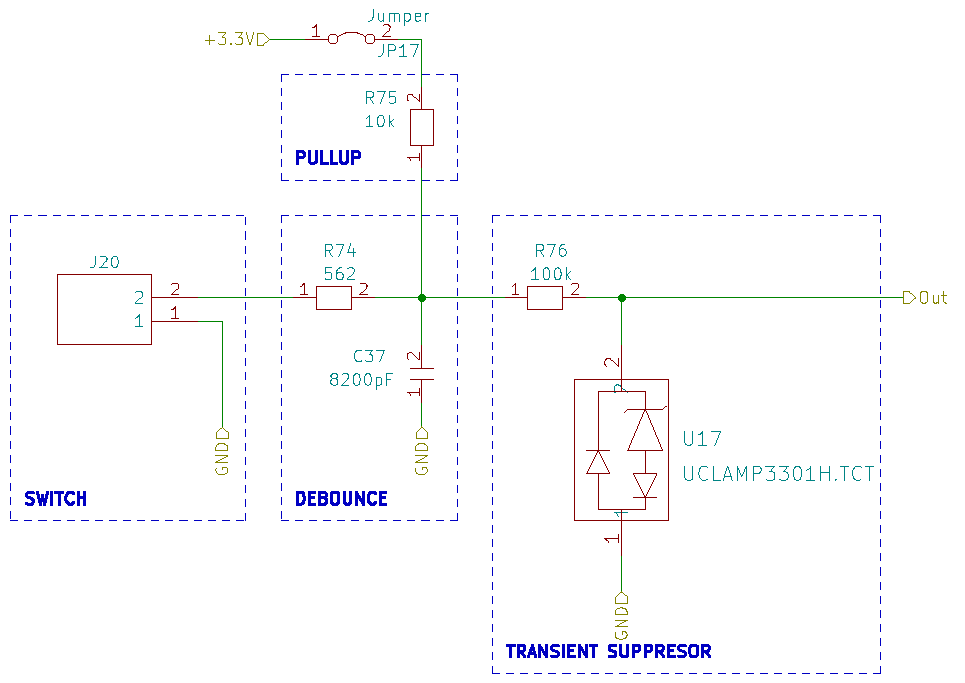 Jumper
+3.3V 1 2
JP17
R75 2
10k
PULLUP 1
J20
R74
562
R76
100k
2 2 1 2 1 2 Out
1 1
C37 2
8200pF
1
2
2
U17
UCLAMP3301H.TCT
GND
GND
SWITCH
DEBOUNCE
1
1
GND
TRANSIENT SUPPRESOR